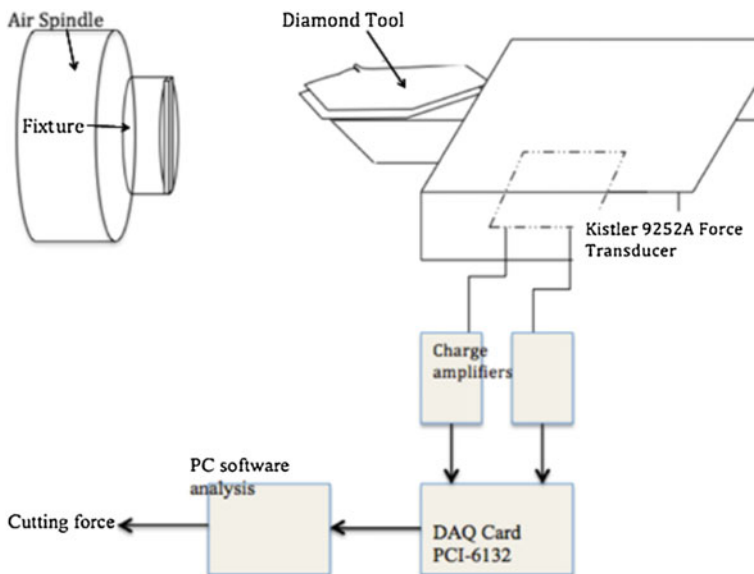 Air Spindle
Diamond Tool
Fixture
Kistler 9252A Force
Transducer
Charge
amplifiers
PC software
analysis
Cutting force
DAQ Card
PCI-6132